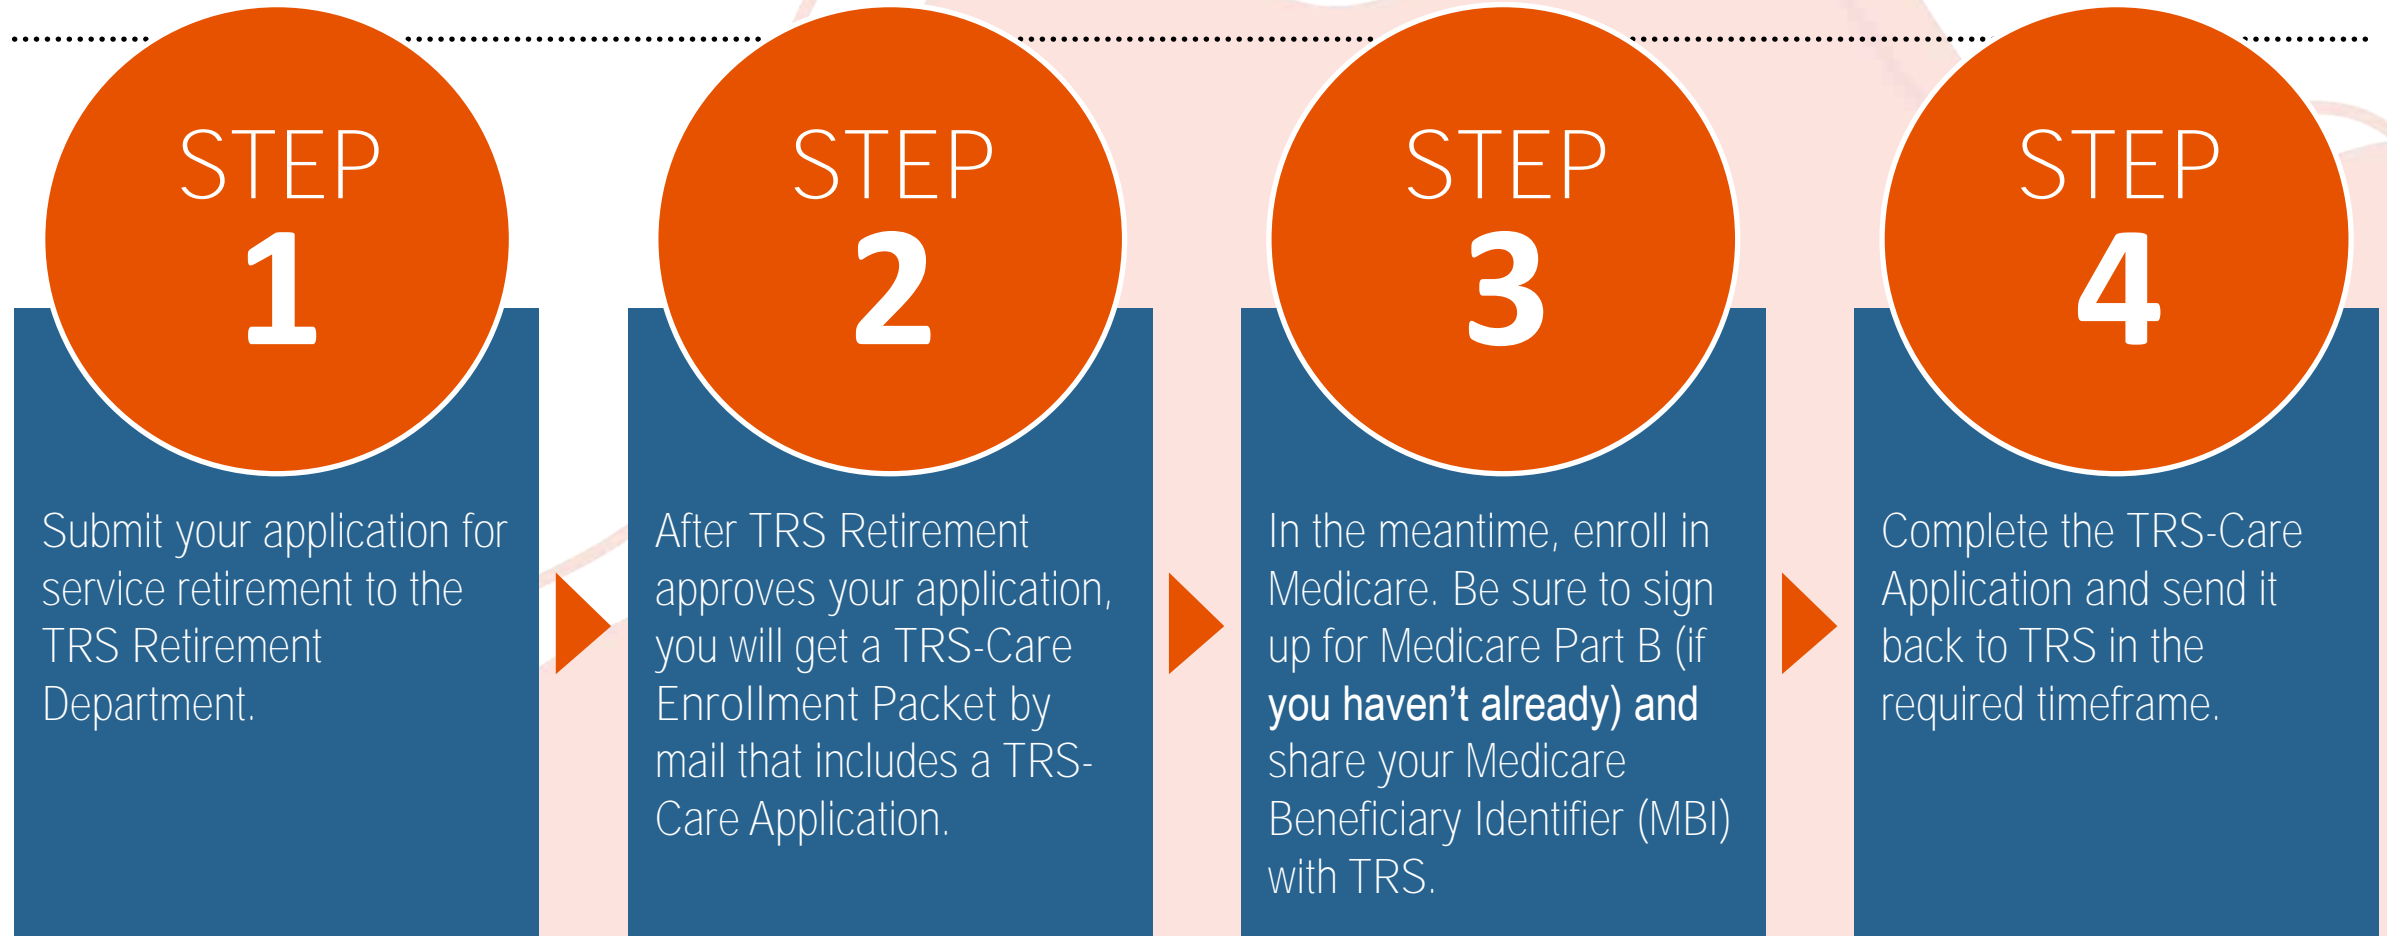 STEP
1
Submit your application for
service retirement to the
TRS Retirement
Department.
STEP
2
After TRS Retirement
approves your application,
you will get a TRS-Care
Enrollment Packet by
mail that includes a TRS-
Care Application.
STEP
3
In the meantime, enroll in
Medicare. Be sure to sign
up for Medicare Part B (if
you haven’t already) and
share your Medicare
Beneficiary Identifier (MBI)
with TRS.
STEP
4
Complete the TRS-Care
Application and send it
back to TRS in the
required timeframe.